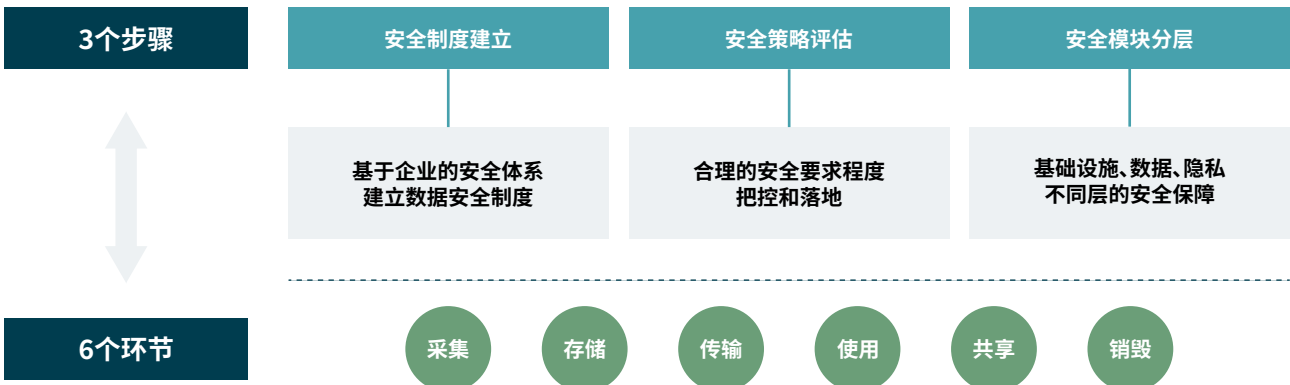 3个步骤
安全制度建立
安全策略评估
安全模块分层
基于企业的安全体系
建立数据安全制度
合理的安全要求程度
把控和落地
基础设施、数据、隐私
不同层的安全保障
6个环节
采集
存储
传输
使用
共享
销毁